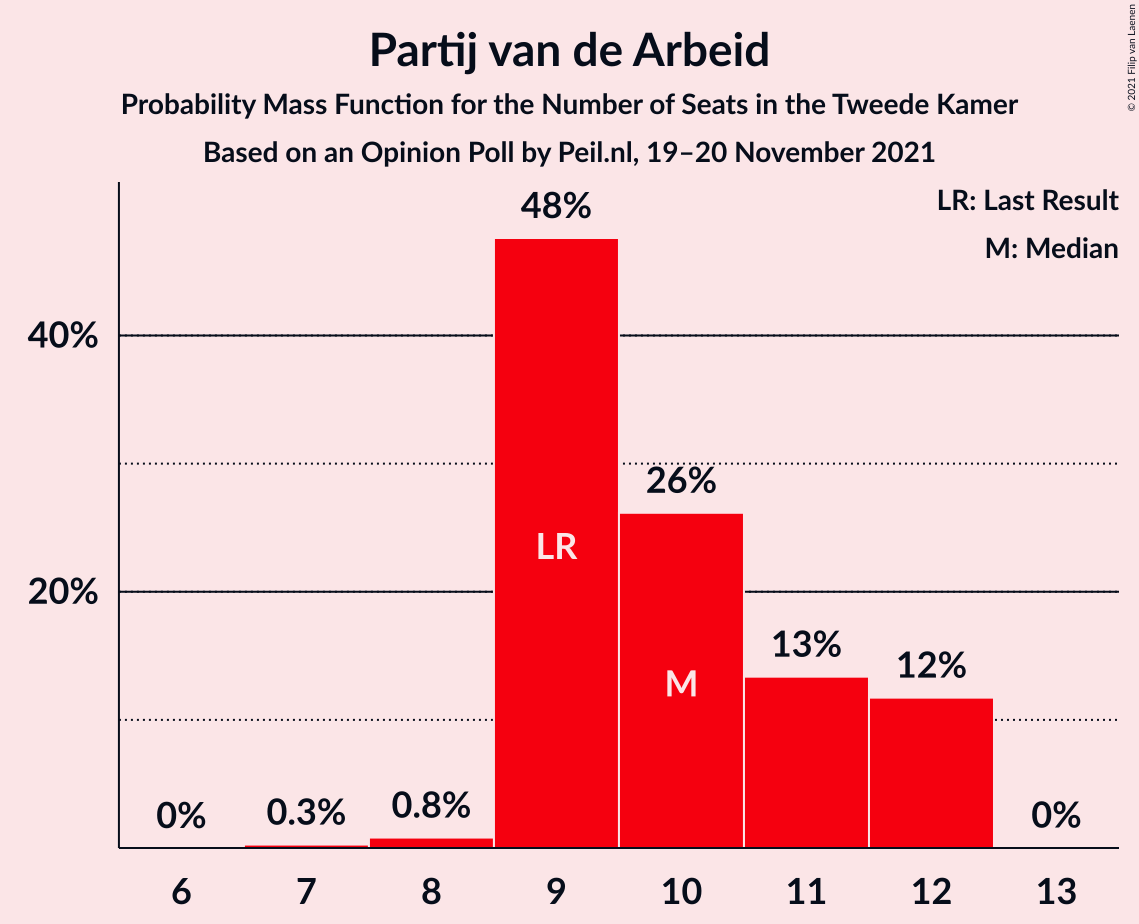 Partij van de Arbeid
Probability Mass Function for the Number of Seats in the Tweede Kamer
Based on an Opinion Poll by Peil.nl, 19–20 November 2021
© 2021 Filip van Laenen
LR: Last Result
M: Median
48%
40%
26%
LR
20%
13%
12%
M
0%
0.3%
0.8%
0%
6 7 8 9 10 11 12 13